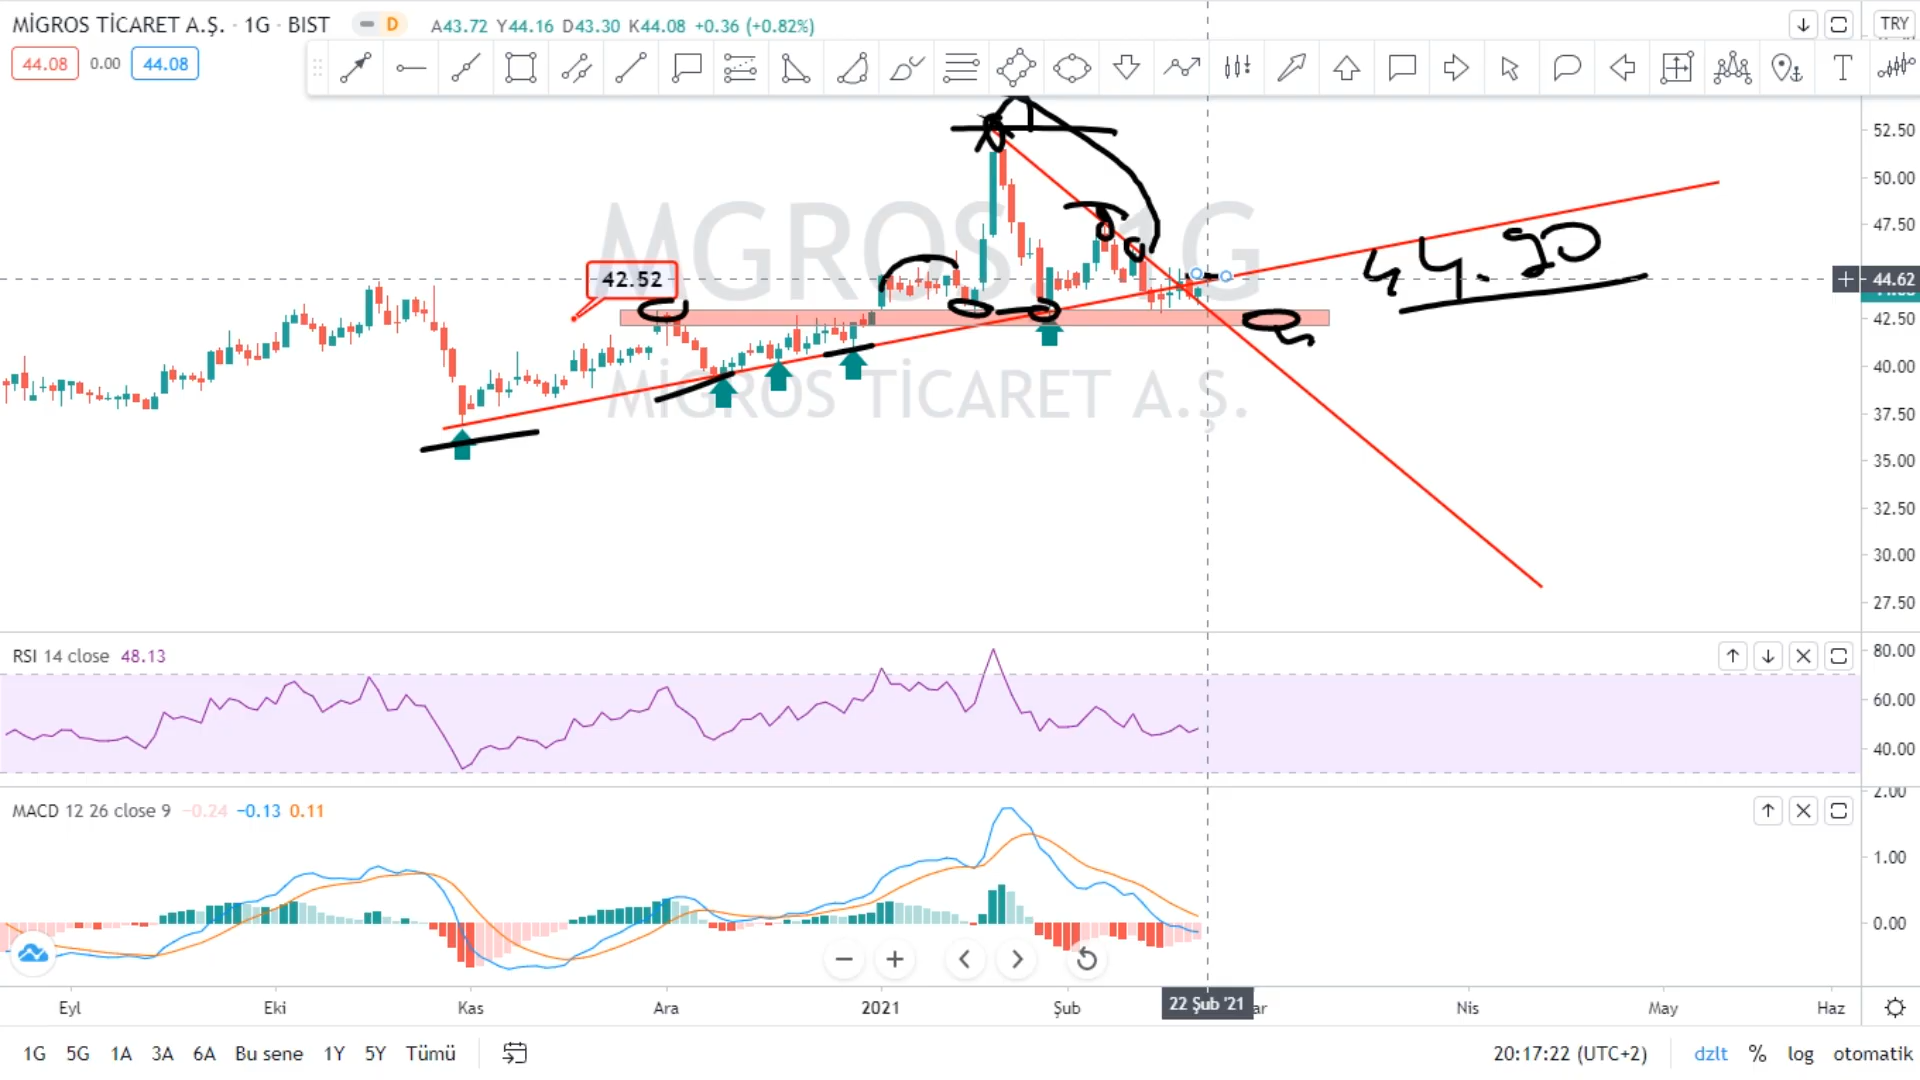 MİGROS TİCARET A.Ş. · 1G · BIST D A43.72 Y44.16 D43.30 K44.08 +0.36 (+0.82%) TRY
44.08 0.00 44.08
T
52.50
50.00
47.50
44.62
42.50
40.00
37.50
35.00
32.50
30.00
27.50
MGROS, 1G
MİGROS TİCARET A.Ş.
42.52
44.90
RSI 14 close 48.13
80.00
60.00
40.00
MACD 12 26 close 9 −0.24 −0.13 0.11
2.00
1.00
0.00
Eyl Eki Kas Ara 2021 Şub 22 Şub '21 ar Nis May Haz
1G 5G 1A 3A 6A Bu sene 1Y 5Y Tümü 20:17:22 (UTC+2) dzlt % log otomatik